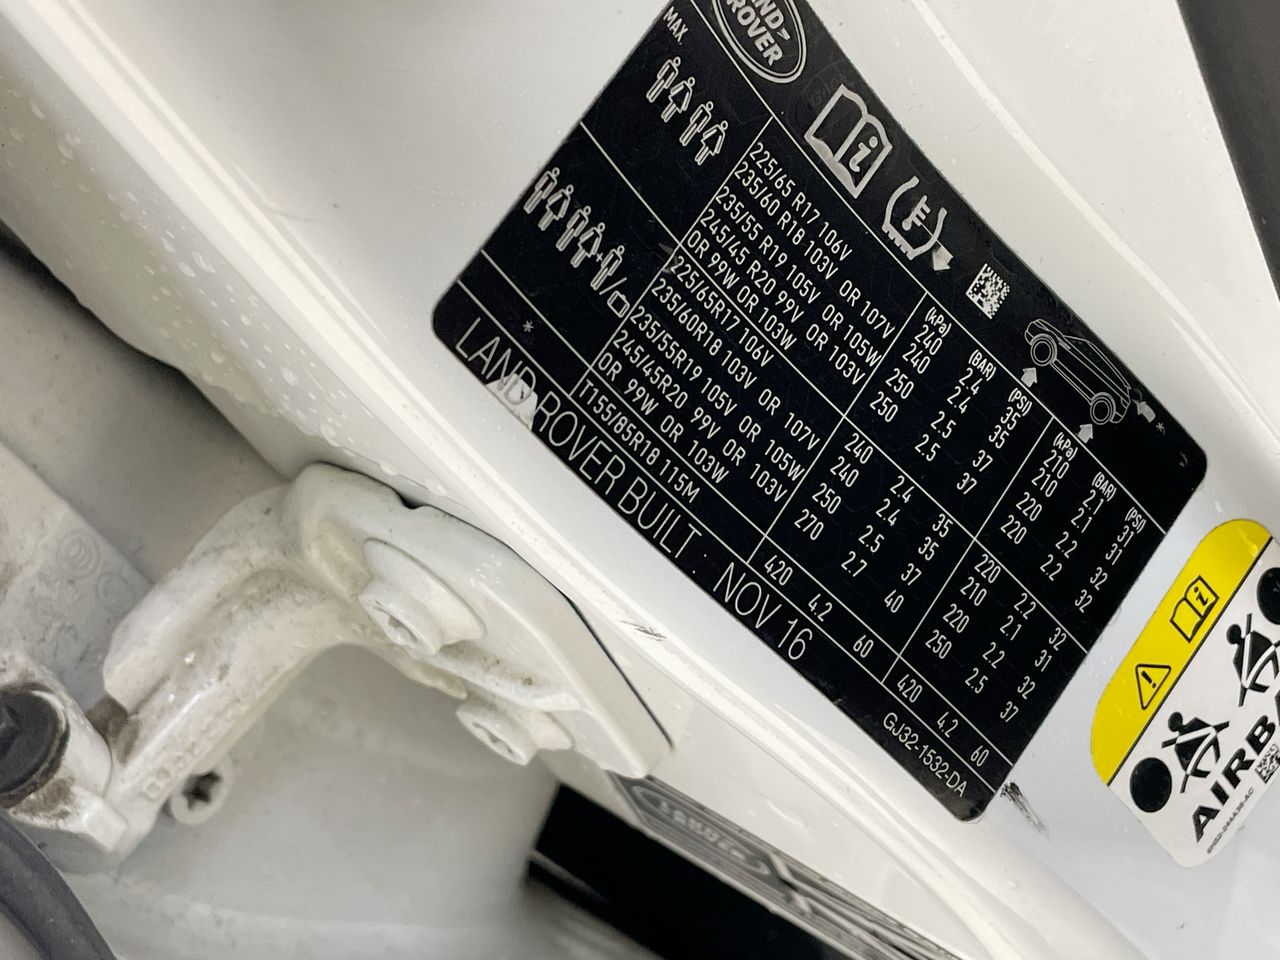 LAND-
ROVER
MAX.
(kPa) (BAR) (PSI) (kPa) (BAR) (PSI)
225/65 R17 106V 240 2.4 35 210 2.1 31
235/60 R18 103V OR 107V 240 2.4 35 210 2.1 31
235/55 R19 105V OR 105W 250 2.5 37 220 2.2 32
245/45 R20 99V OR 103V 250 2.5 37 220 2.2 32
OR 99W OR 103W
225/65R17 106V 240 2.4 35 220 2.2 32
235/60R18 103V OR 107V 240 2.4 35 210 2.1 31
235/55R19 105V OR 105W 250 2.5 37 220 2.2 32
245/45R20 99V OR 103V 270 2.7 40 250 2.5 37
OR 99W OR 103W
* T155/85R18 115M 420 4.2 60 420 4.2 60
LAND ROVER BUILT NOV 16
GJ32-1532-DA
AIRBA